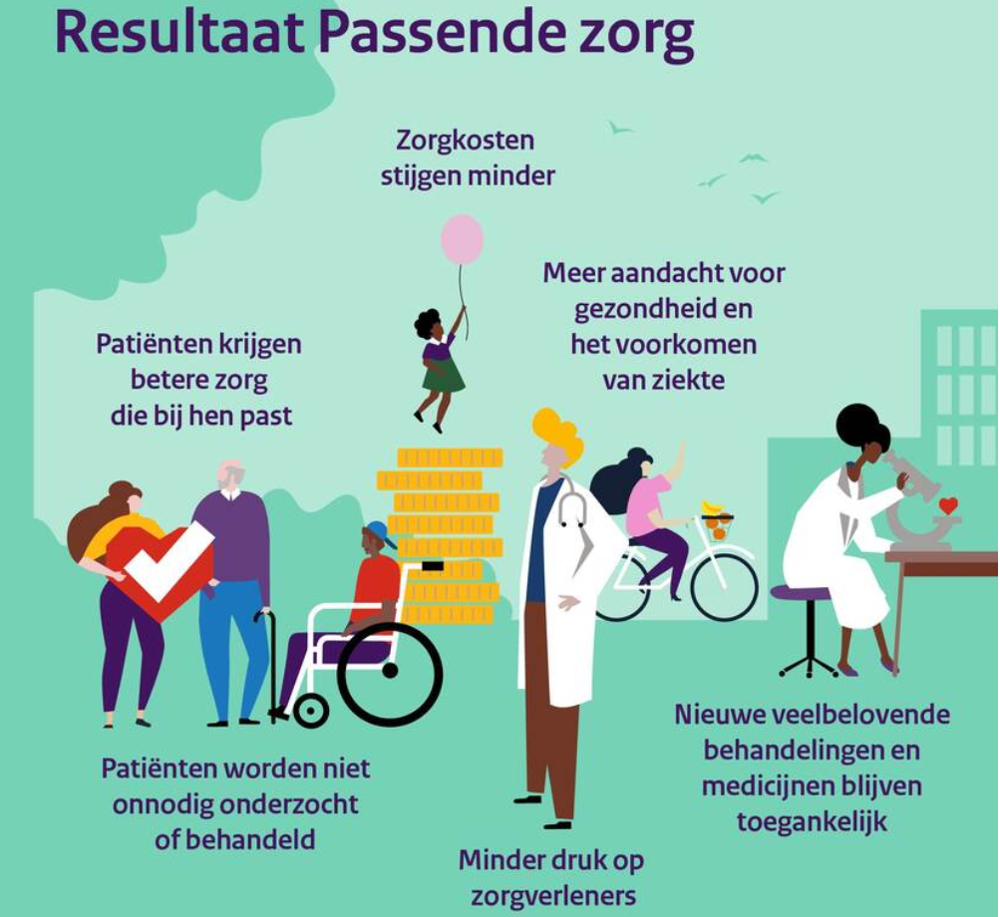 Resultaat Passende zorg
Zorgkosten
stijgen minder
Meer aandacht voor
gezondheid en
het voorkomen
van ziekte
Patiënten krijgen
betere zorg
die bij hen past
Nieuwe veelbelovende
behandelingen en
medicijnen blijven
toegankelijk
Patiënten worden niet
onnodig onderzocht
of behandeld
Minder druk op
zorgverleners